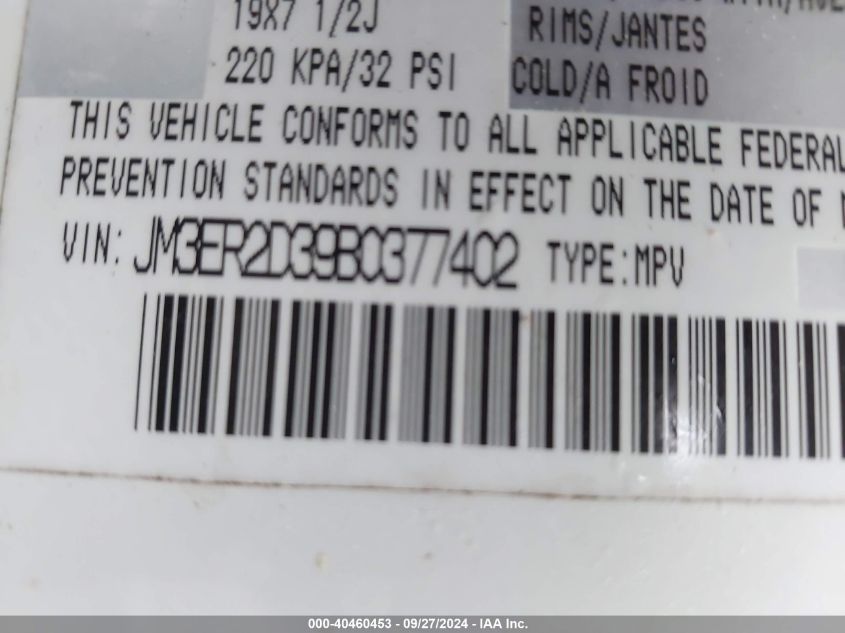 19X7 1/2J
RIMS/JANTES
220 KPA/32 PSI
COLD/A FROID
THIS VEHICLE CONFORMS TO ALL APPLICABLE FEDERAL
PREVENTION STANDARDS IN EFFECT ON THE DATE OF
VIN: JM3ER2D39B0377402 TYPE:MPV
000-40460453 - 09/27/2024 - IAA Inc.